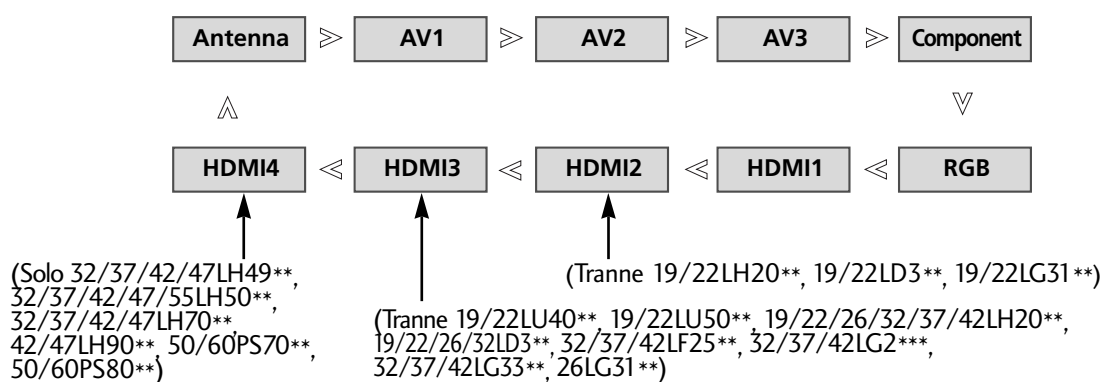 Antenna AV1 AV2 AV3 Component
HDMI4 HDMI3 HDMI2 HDMI1 RGB
(Solo 32/37/42/47LH49**,
32/37/42/47/55LH50**,
32/37/42/47LH70**,
42/47LH90**, 50/60PS70**,
50/60PS80**)
(Tranne 19/22LU40**, 19/22LU50**, 19/22/26/32/37/42LH20**,
19/22/26/32LD3**, 32/37/42LF25**, 32/37/42LG2***,
32/37/42LG33**, 26LG31**)
(Tranne 19/22LH20**, 19/22LD3**, 19/22LG31**)